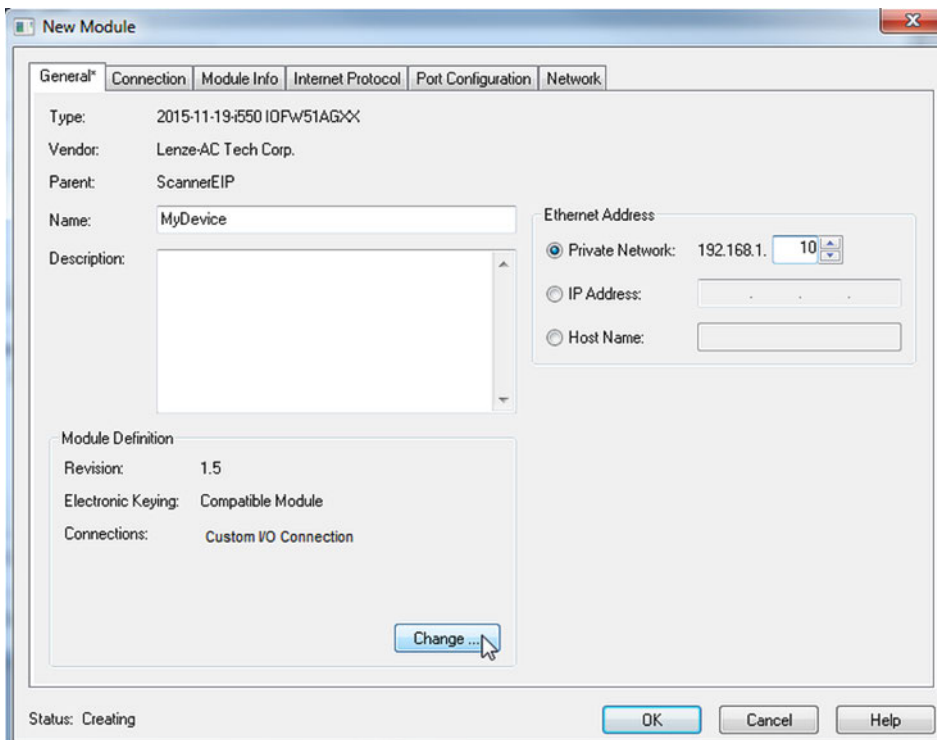 New Module
General* Connection Module Info Internet Protocol Port Configuration Network
Type: 2015-11-19-i550 IOFW51AGXX
Vendor: Lenze-AC Tech Corp.
Parent: ScannerEIP
Name: MyDevice
Description:
Ethernet Address
Private Network: 192.168.1. 10
IP Address: . . .
Host Name:
Module Definition
Revision: 1.5
Electronic Keying: Compatible Module
Connections: Custom I/O Connection
Change ...
Status: Creating
OK Cancel Help